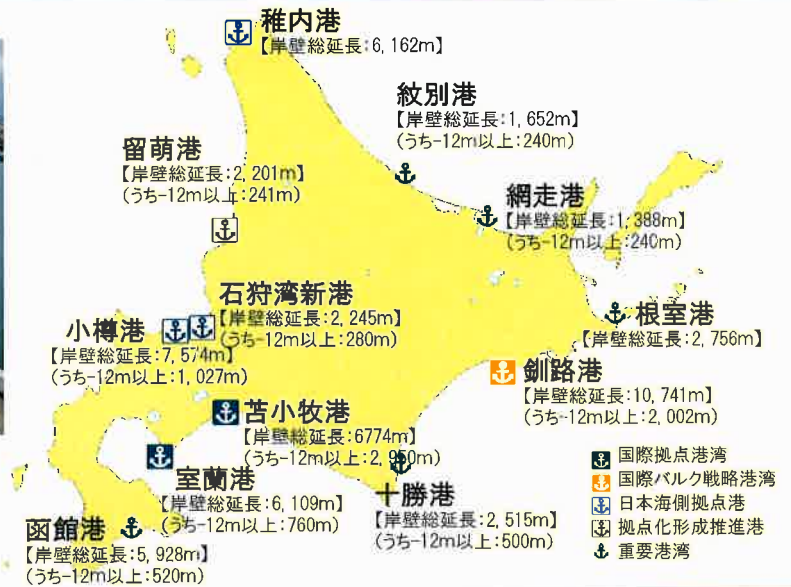 稚内港
【岸壁総延長:6,162m】
紋別港
【岸壁総延長:1,652m】
(うち-12m以上:240m)
留萌港
【岸壁総延長:2,201m】
(うち-12m以上:241m)
網走港
【岸壁総延長:1,388m】
(うち-12m以上:240m)
石狩湾新港
【岸壁総延長:2,245m】
(うち-12m以上:280m)
小樽港
【岸壁総延長:7,574m】
(うち-12m以上:1,027m)
根室港
【岸壁総延長:2,756m】
釧路港
【岸壁総延長:10,741m】
(うち-12m以上:2,002m)
苫小牧港
【岸壁総延長:6774m】
(うち-12m以上:2,950m)
室蘭港
【岸壁総延長:6,109m】
(うち-12m以上:760m)
十勝港
【岸壁総延長:2,515m】
(うち-12m以上:500m)
函館港
【岸壁総延長:5,928m】
(うち-12m以上:520m)
国際拠点港湾
国際バルク戦略港湾
日本海側拠点港
拠点化形成推進港
重要港湾